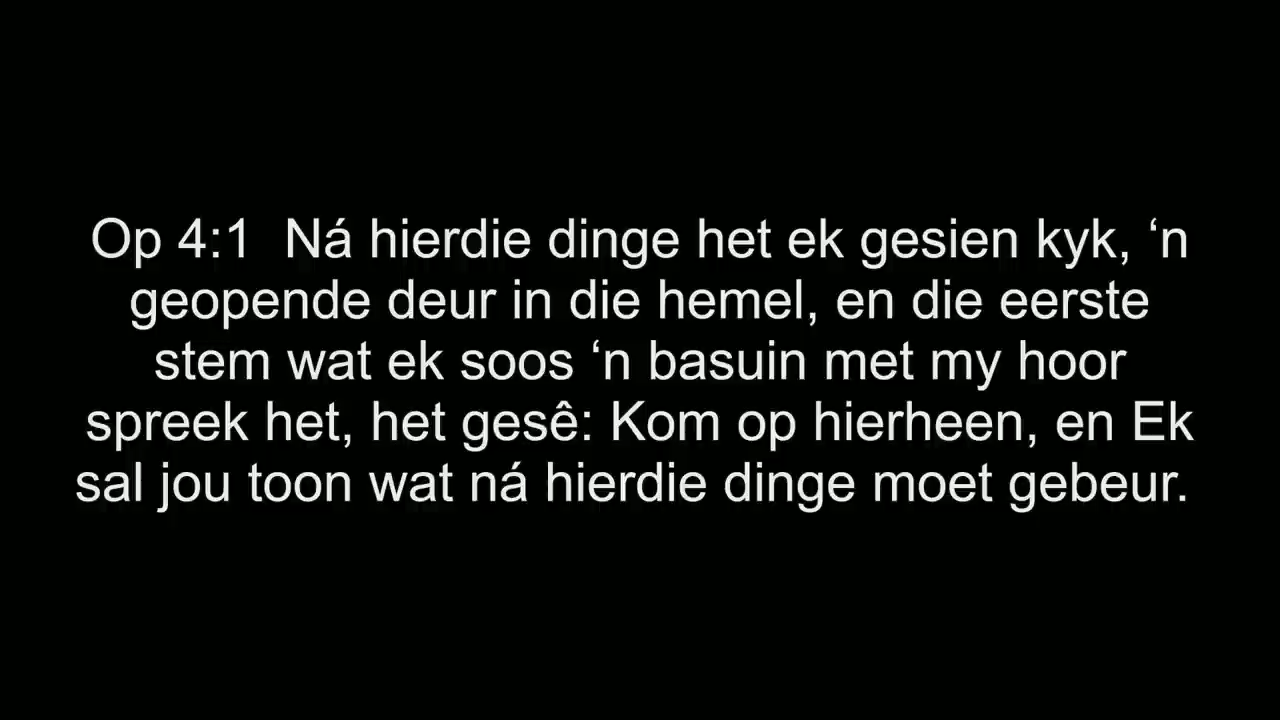 Op 4:1  Ná hierdie dinge het ek gesien kyk, ‘n
geopende deur in die hemel, en die eerste
stem wat ek soos ‘n basuin met my hoor
spreek het, het gesê: Kom op hierheen, en Ek
sal jou toon wat ná hierdie dinge moet gebeur.